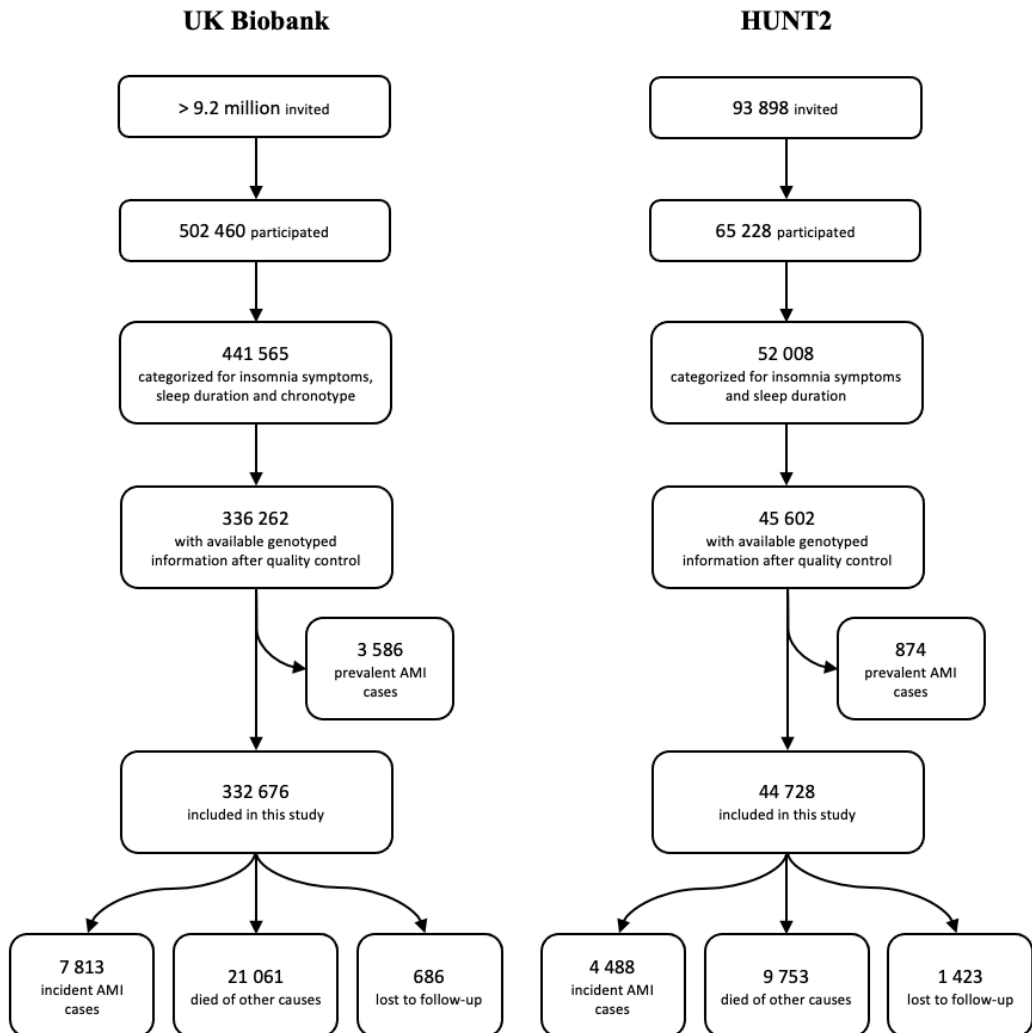 UK Biobank
> 9.2 million invited
502 460 participated
441 565
categorized for insomnia symptoms,
sleep duration and chronotype
336 262
with available genotyped
information after quality control
3 586
prevalent AMI
cases
332 676
included in this study
7 813
incident AMI
cases
21 061
died of other causes
686
lost to follow-up
HUNT2
93 898 invited
65 228 participated
52 008
categorized for insomnia symptoms
and sleep duration
45 602
with available genotyped
information after quality control
874
prevalent AMI
cases
44 728
included in this study
4 488
incident AMI
cases
9 753
died of other causes
1 423
lost to follow-up